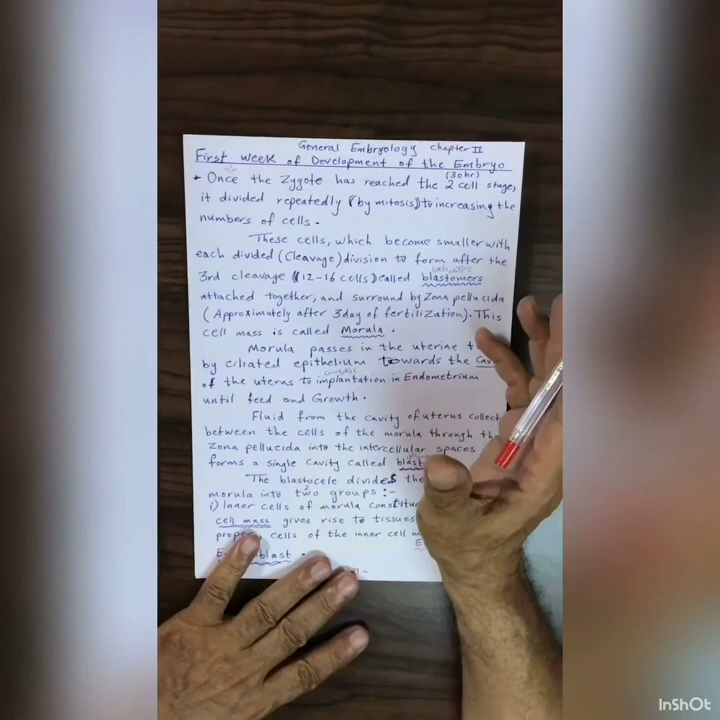 General Embryology chapter II
First week of Development of the Embryo
(30hr)
+ Once the Zygote has reached the 2 cell stage,
it divided repeatedly (by mitosis) to increasing the
numbers of cells.
These cells, which become smaller with
each divided (Cleavage) division to form after the
3rd cleavage (12-16 cells) called blastomers
attached together, and surround by Zona pellucida
(Approximately after 3day of fertilization). This
cell mass is called Morula.
Morula passes in the uterine
by cilrated epithelium towards the
of the uterus to implantation in Endometrium
until feed and Growth.
Fluid from the cavity of uterus collect
between the cells of the morula through
Zona pellucida into the intercellular spaces
forms a single cavity called
The blastocele divides the
morula into two groups :-
i) Inner cells of morula
cell mass gives rise to tissues
cells of the inner cell
InShOt